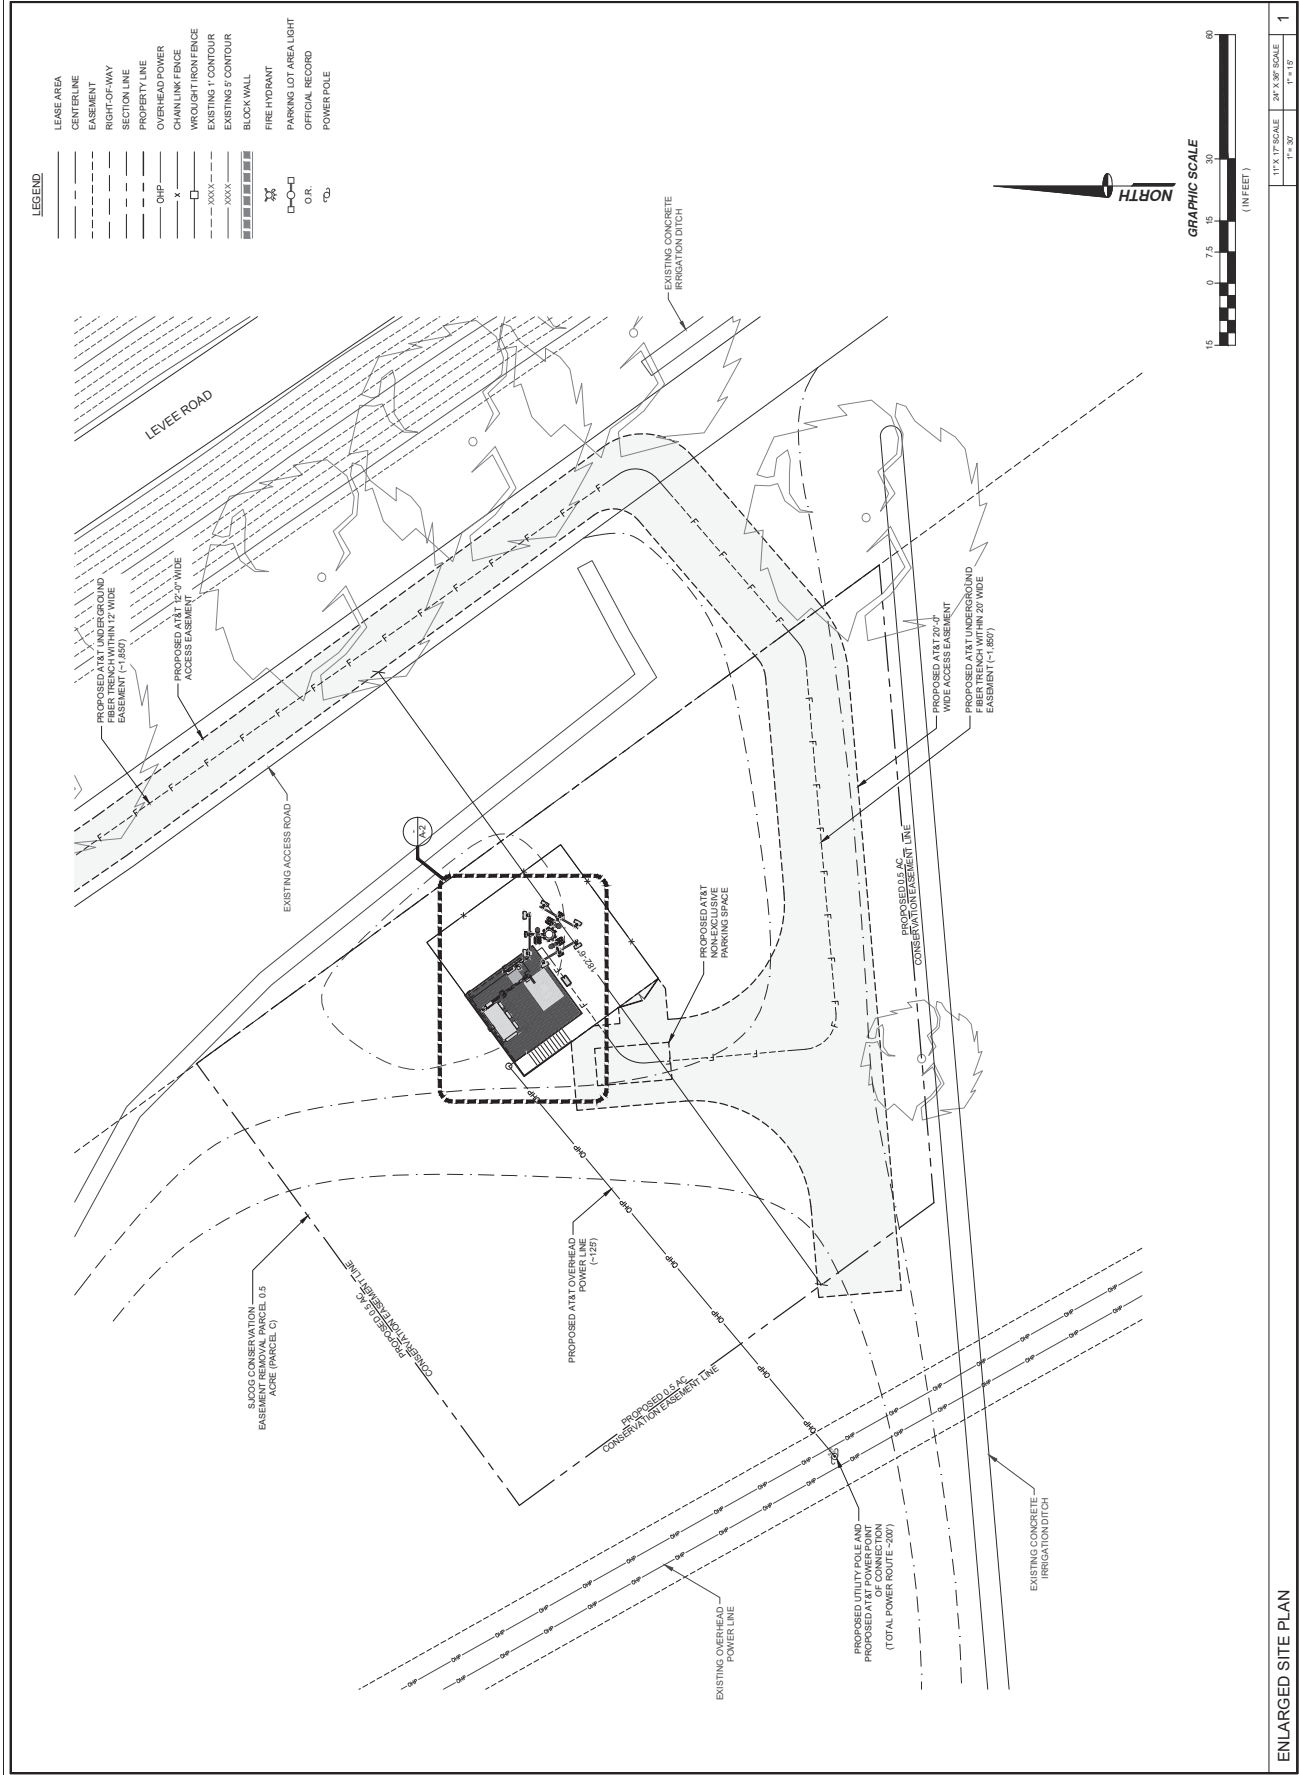 LEGEND
LEASE AREA
CENTERLINE
EASEMENT
RIGHT-OF-WAY
SECTION LINE
PROPERTY LINE
OHP
OVERHEAD POWER
x
CHAIN LINK FENCE
WROUGHT IRON FENCE
XXXX
EXISTING 1' CONTOUR
XXXX
EXISTING 5' CONTOUR
BLOCK WALL
FIRE HYDRANT
PARKING LOT AREA LIGHT
O.R.
OFFICIAL RECORD
POWER POLE
LEVEE ROAD
EXISTING CONCRETE
IRRIGATION DITCH
PROPOSED AT&T UNDERGROUND
FIBER TRENCH WITHIN 12' WIDE
EASEMENT (~1,850')
PROPOSED AT&T 12'-0" WIDE
ACCESS EASEMENT
EXISTING ACCESS ROAD
A-2
182'-6"
PROPOSED AT&T
NON-EXCLUSIVE
PARKING SPACE
PROPOSED AT&T 20'-0"
WIDE ACCESS EASEMENT
PROPOSED AT&T UNDERGROUND
FIBER TRENCH WITHIN 20' WIDE
EASEMENT (~1,850')
PROPOSED 0.5 AC
CONSERVATION EASEMENT LINE
SJCOG CONSERVATION
EASEMENT REMOVAL PARCEL 0.5
ACRE (PARCEL C)
PROPOSED 0.5 AC
CONSERVATION EASEMENT LINE
PROPOSED AT&T OVERHEAD
POWER LINE
(~125')
PROPOSED 0.5 AC
CONSERVATION EASEMENT LINE
EXISTING OVERHEAD
POWER LINE
PROPOSED UTILITY POLE AND
PROPOSED AT&T POWER POINT
OF CONNECTION
(TOTAL POWER ROUTE ~200')
EXISTING CONCRETE
IRRIGATION DITCH
NORTH
GRAPHIC SCALE
15 0 7.5 15 30 60
( IN FEET )
ENLARGED SITE PLAN
11" X 17" SCALE
1" = 30'
24" X 36" SCALE
1" = 15'
1